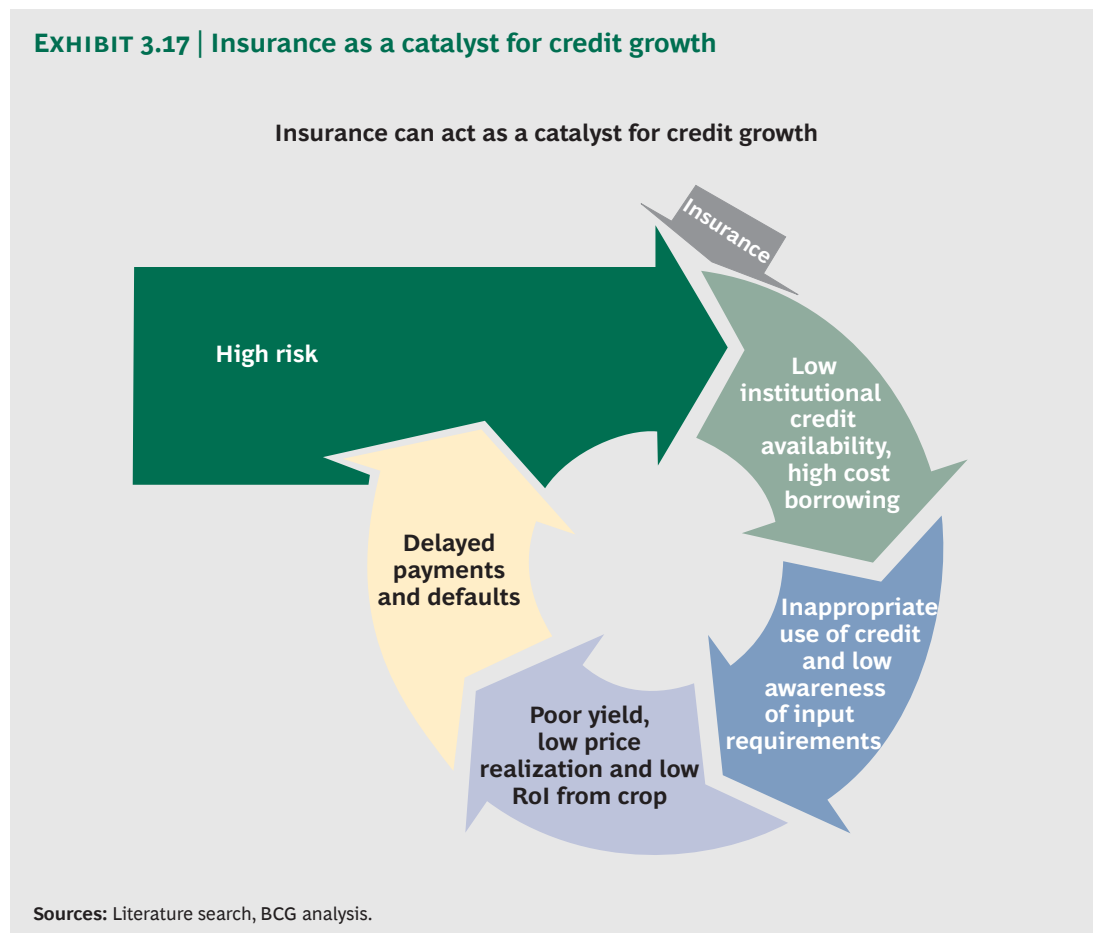 EXHIBIT 3.17 | Insurance as a catalyst for credit growth
Insurance can act as a catalyst for credit growth
Insurance
High risk
Low
institutional
credit
availability,
high cost
borrowing
Inappropriate
use of credit
and low
awareness
of input
requirements
Poor yield,
low price
realization and low
RoI from crop
Delayed
payments
and defaults
Sources: Literature search, BCG analysis.